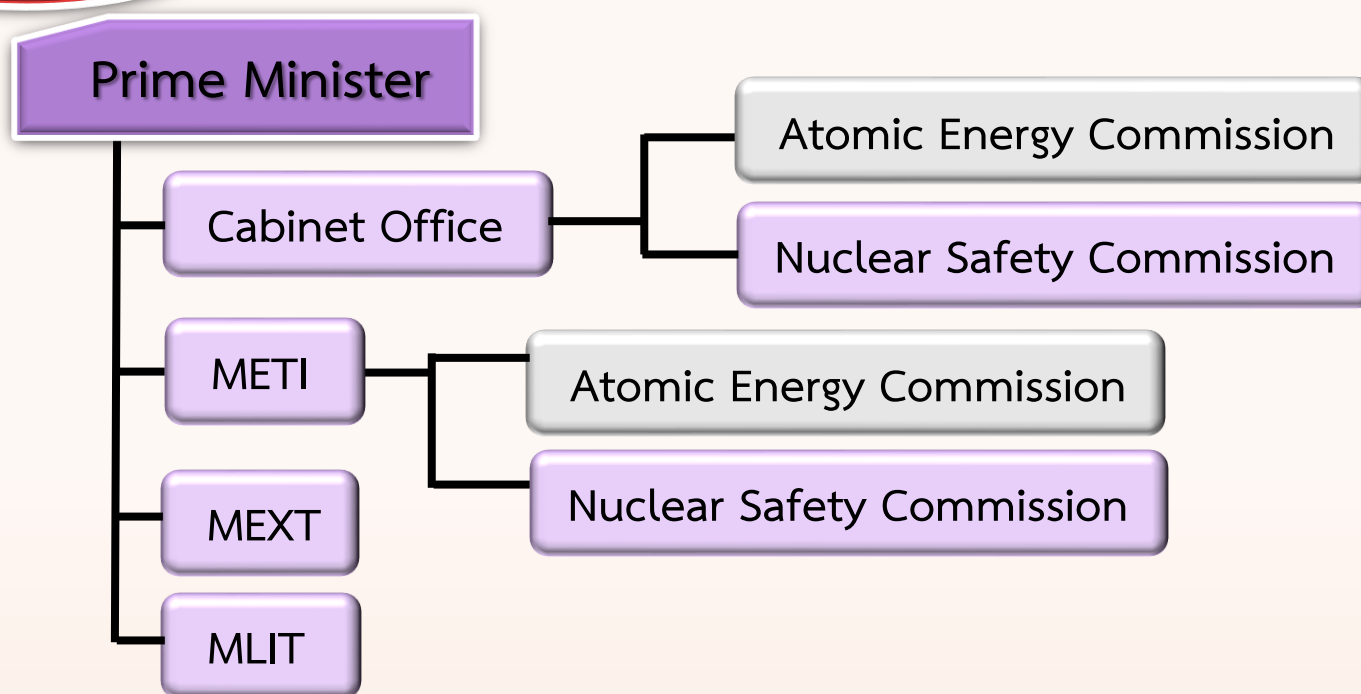 Prime Minister
Atomic Energy Commission
Cabinet Office
Nuclear Safety Commission
METI
Atomic Energy Commission
Nuclear Safety Commission
MEXT
MLIT